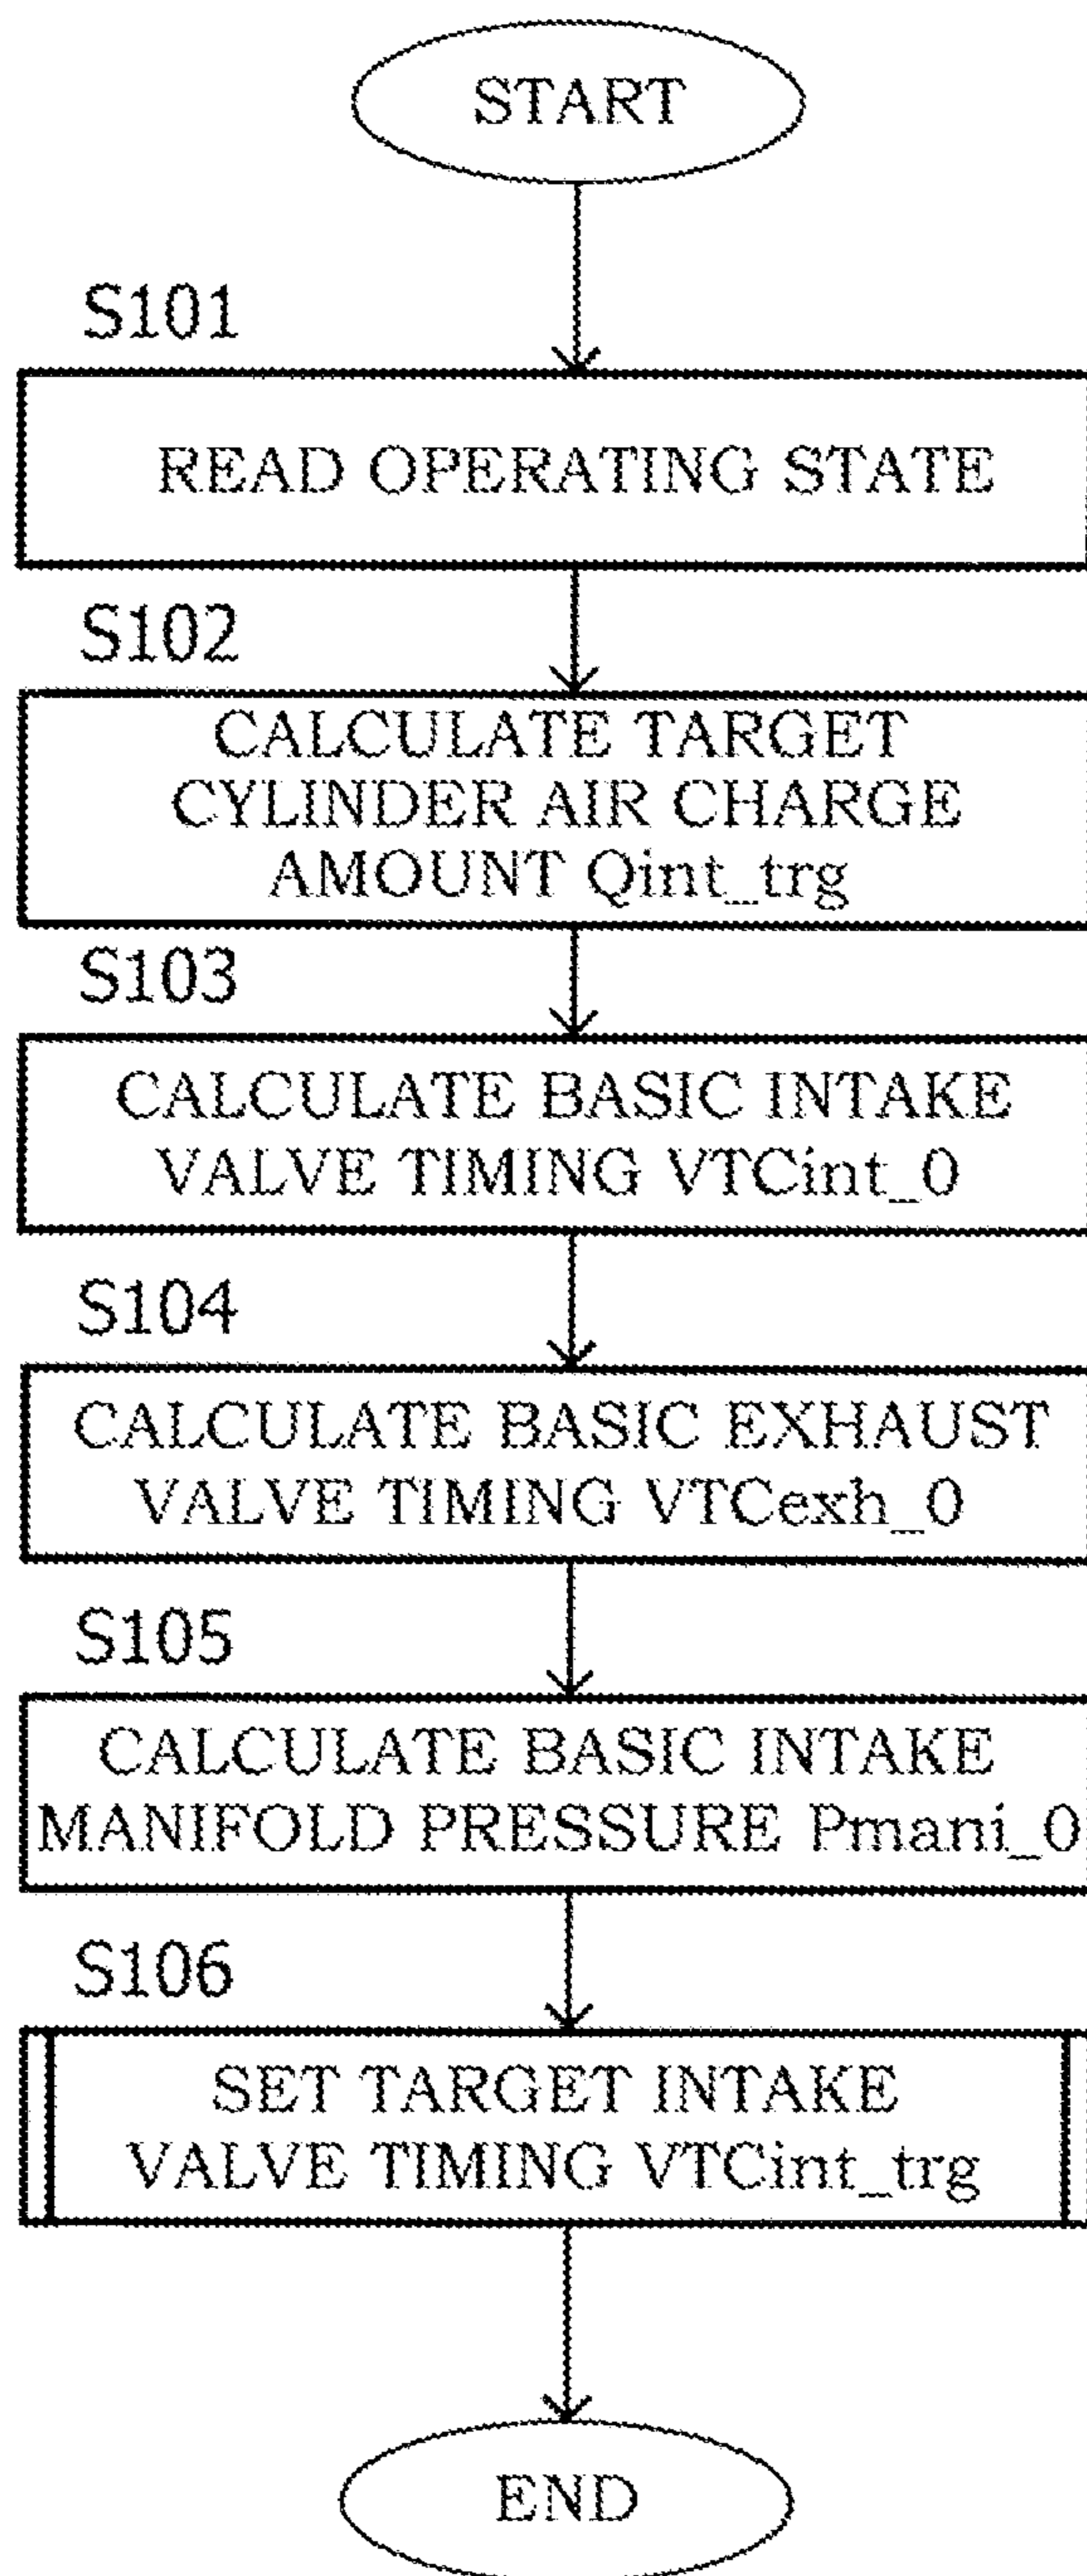 START
S101
READ OPERATING STATE
S102
CALCULATE TARGET
CYLINDER AIR CHARGE
AMOUNT Qint_trg
S103
CALCULATE BASIC INTAKE
VALVE TIMING VTCint_0
S104
CALCULATE BASIC EXHAUST
VALVE TIMING VTCexh_0
S105
CALCULATE BASIC INTAKE
MANIFOLD PRESSURE Pmani_0
S106
SET TARGET INTAKE
VALVE TIMING VTCint_trg
END